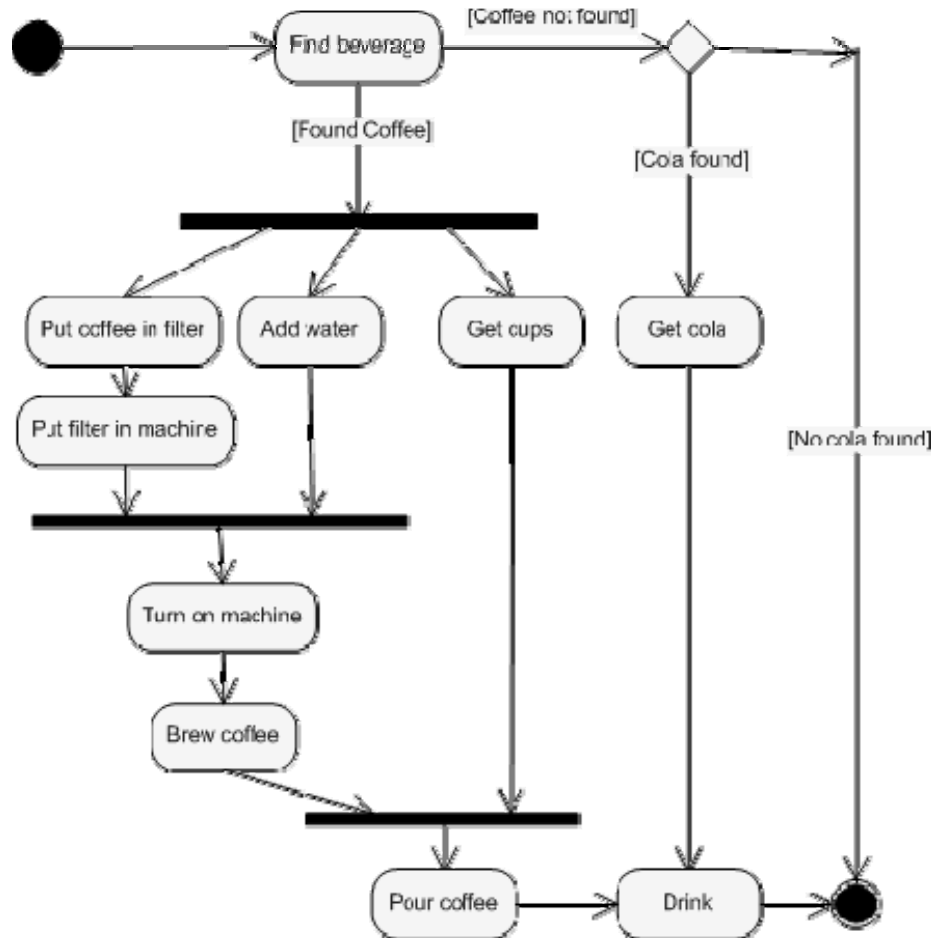 [Coffee not found]
Find beverage
[Found Coffee]
[Cola found]
Put coffee in filter
Add water
Get cups
Get cola
Put filter in machine
[No cola found]
Turn on machine
Brew coffee
Pour coffee
Drink